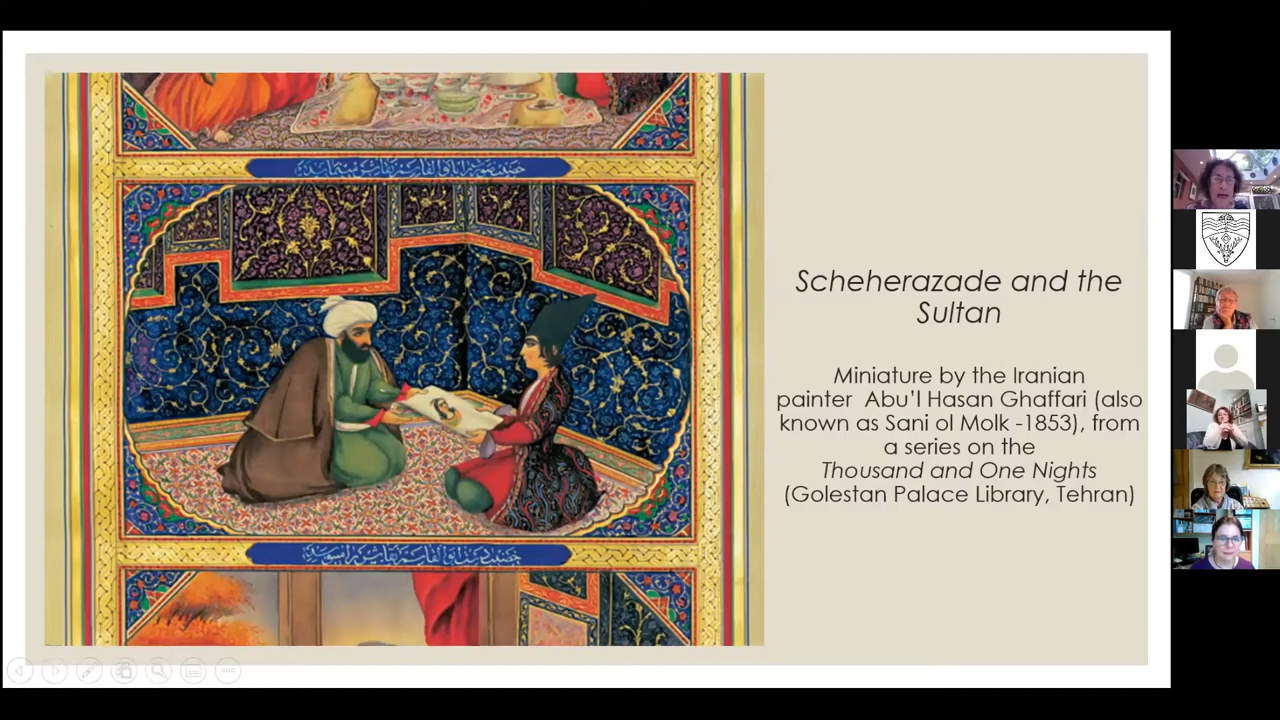 Scheherazade and the
Sultan
Miniature by the Iranian
painter Abu'l Hasan Ghaffari (also
known as Sani ol Molk -1853), from
a series on the
Thousand and One Nights
(Golestan Palace Library, Tehran)